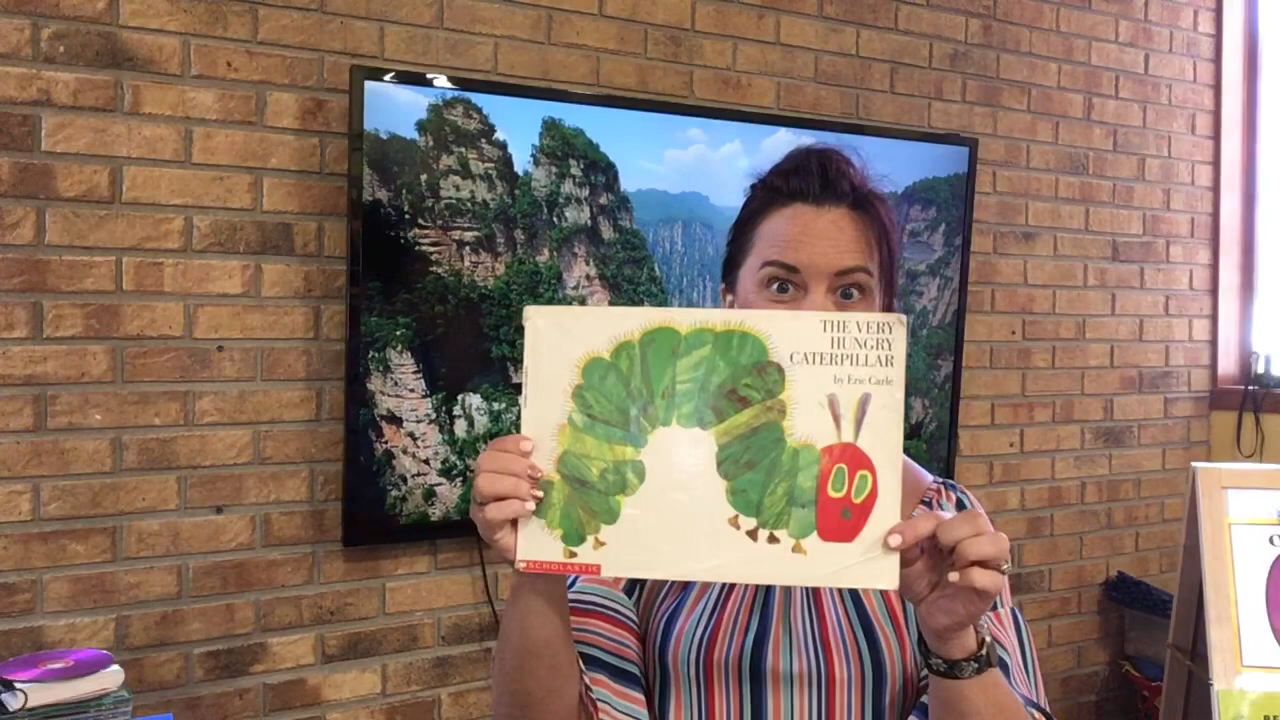 THE VERY
HUNGRY
CATERPILLAR
by Eric Carle
SCHOLASTIC